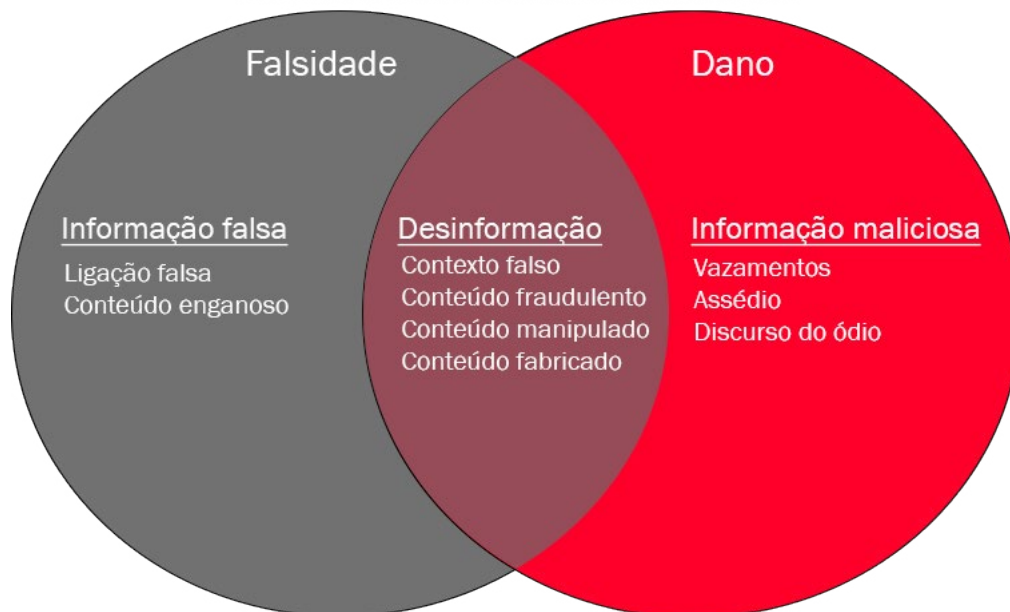 Falsidade
Dano
Informação falsa
Ligação falsa
Conteúdo enganoso
Desinformação
Contexto falso
Conteúdo fraudulento
Conteúdo manipulado
Conteúdo fabricado
Informação maliciosa
Vazamentos
Assédio
Discurso do ódio